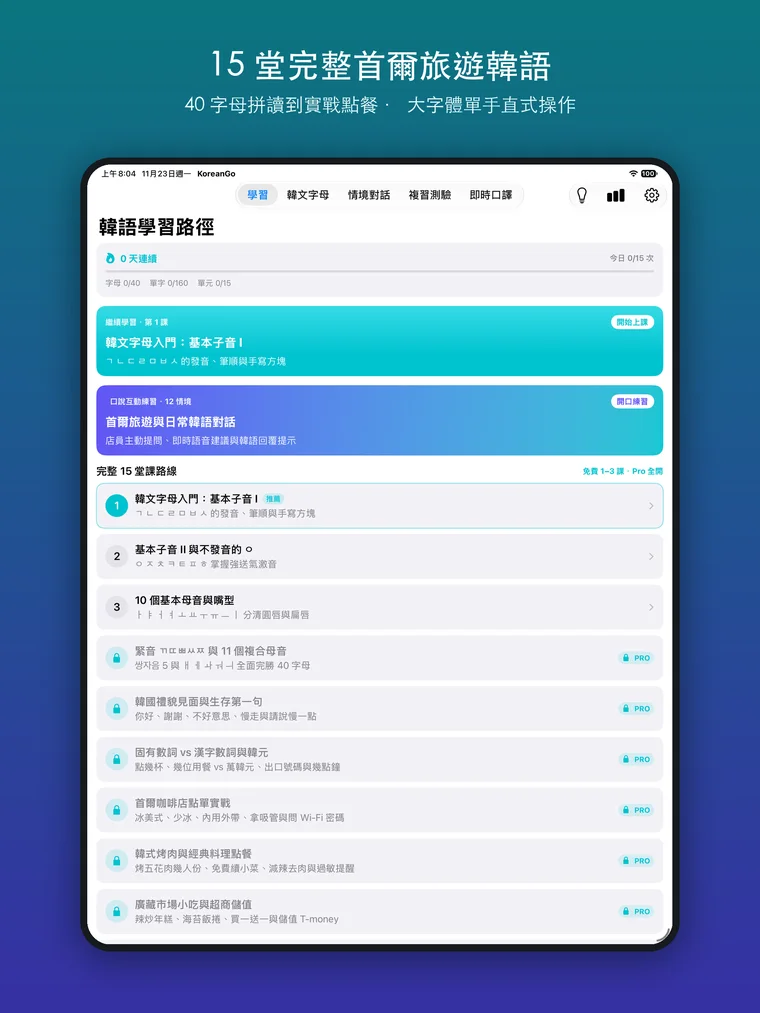 15 堂完整首爾旅遊韓語
40 字母拼讀到實戰點餐 · 大字體單手直式操作
上午8:04 11月23日週一 KoreanGo 100
學習 韓文字母 情境對話 複習測驗 即時口譯
韓語學習路徑
0 天連續 今日 0/15 次
字母 0/40 單字 0/160 單元 0/15
繼續學習 · 第 1 課 開始上課
韓文字母入門：基本子音 I
ㄱ ㄴ ㄷ ㄹ ㅁ ㅂ ㅅ 的發音、筆順與手寫方塊
口說互動練習 · 12 情境 開口練習
首爾旅遊與日常韓語對話
店員主動提問、即時語音建議與韓語回覆提示
完整 15 堂課路線 免費 1–3 課 · Pro 全開
1 韓文字母入門：基本子音 I 推薦
ㄱ ㄴ ㄷ ㄹ ㅁ ㅂ ㅅ 的發音、筆順與手寫方塊
2 基本子音 II 與不發音的 ㅇ
ㅇ ㅈ ㅊ ㅋ ㅌ ㅍ ㅎ 掌握強送氣激音
3 10 個基本母音與嘴型
ㅏ ㅑ ㅓ ㅕ ㅗ ㅛ ㅜ ㅠ ㅡ ㅣ 分清圓唇與扁唇
緊音 ㄲ ㄸ ㅃ ㅆ ㅉ 與 11 個複合母音 PRO
쌍자음 5 與 ㅐ ㅔ ㅘ ㅝ ㅢ 全面完勝 40 字母
韓國禮貌見面與生存第一句 PRO
你好、謝謝、不好意思、慢走與請說慢一點
固有數詞 vs 漢字數詞與韓元 PRO
點幾杯、幾位用餐 vs 萬韓元、出口號碼與幾點鐘
首爾咖啡店點單實戰 PRO
冰美式、少冰、內用外帶、拿吸管與問 Wi-Fi 密碼
韓式烤肉與經典料理點餐 PRO
烤五花肉幾人份、免費續小菜、減辣去肉與過敏提醒
廣藏市場小吃與超商儲值 PRO
辣炒年糕、海苔飯捲、買一送一與儲值 T-money